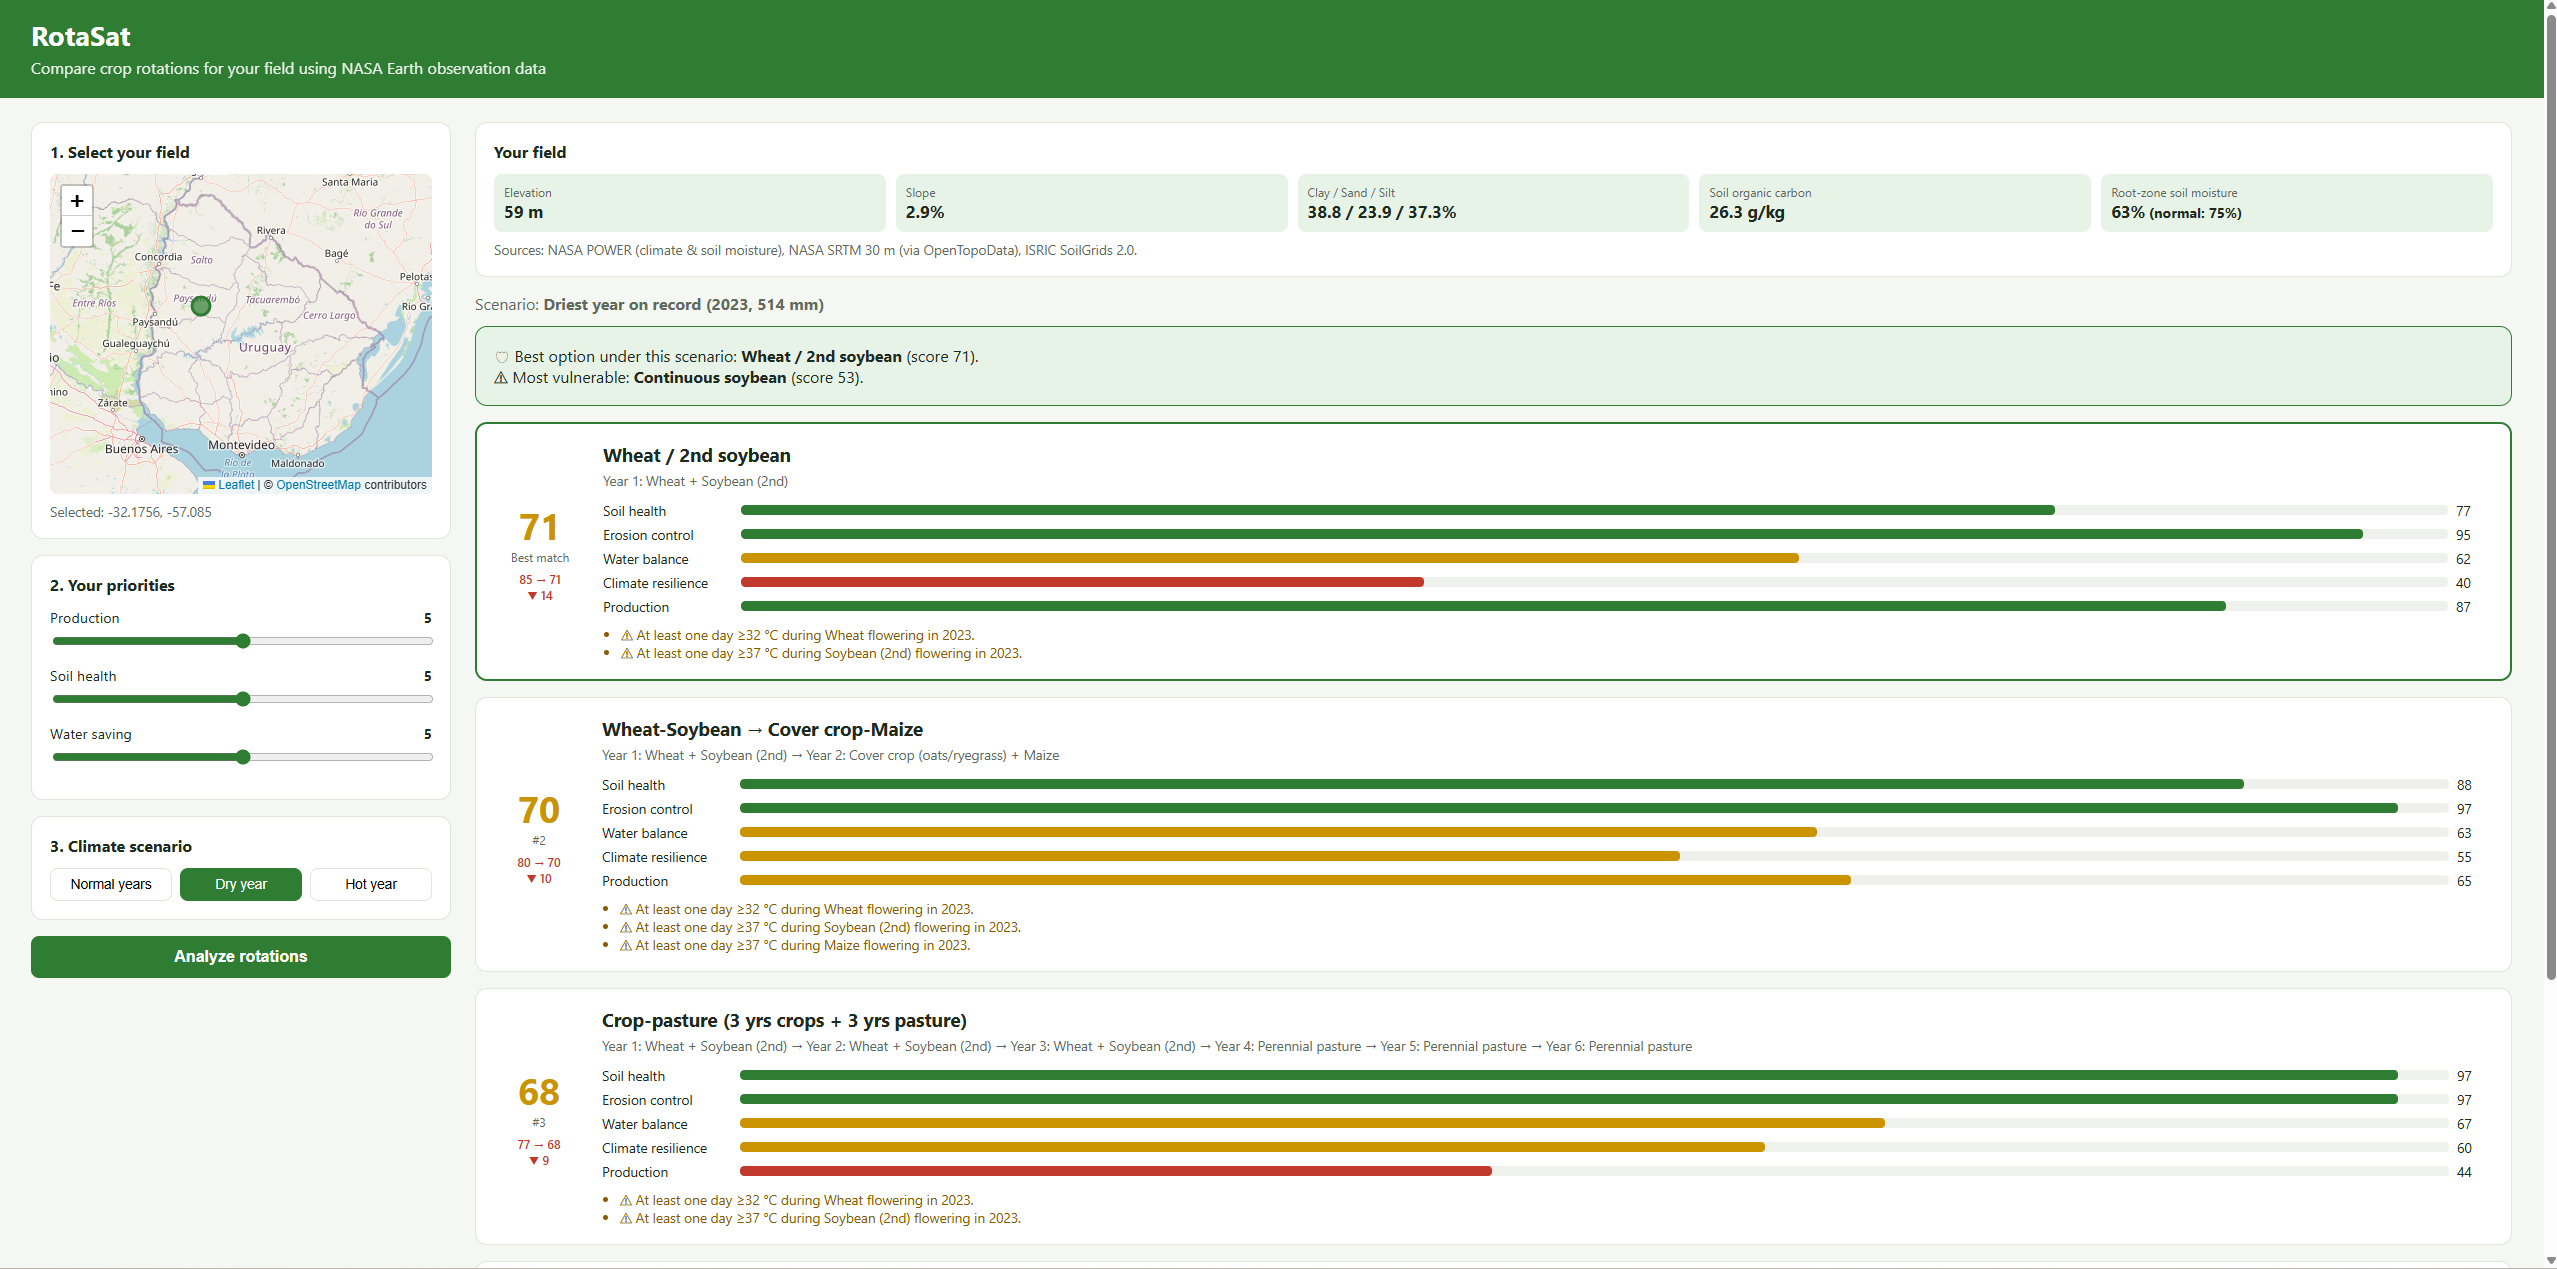 RotaSat
Compare crop rotations for your field using NASA Earth observation data
1. Select your field
+
−
Santa Maria
Rio Grande
do Sul
Rivera
Bagé
Concordia
Salto
Pelotas
Entre Ríos
Paysandú
Tacuarembó
Rio Gr
Cerro Largo
Paysandú
Gualeguaychú
Uruguay
Zárate
Buenos Aires
Montevideo
Maldonado
Río de
la Plata
Leaflet | © OpenStreetMap contributors
Selected: -32.1756, -57.085
2. Your priorities
Production 5
Soil health 5
Water saving 5
3. Climate scenario
Normal years
Dry year
Hot year
Analyze rotations
Your field
Elevation
59 m
Slope
2.9%
Clay / Sand / Silt
38.8 / 23.9 / 37.3%
Soil organic carbon
26.3 g/kg
Root-zone soil moisture
63% (normal: 75%)
Sources: NASA POWER (climate & soil moisture), NASA SRTM 30 m (via OpenTopoData), ISRIC SoilGrids 2.0.
Scenario: Driest year on record (2023, 514 mm)
Best option under this scenario: Wheat / 2nd soybean (score 71).
⚠ Most vulnerable: Continuous soybean (score 53).
Wheat / 2nd soybean
Year 1: Wheat + Soybean (2nd)
71
Best match
85 → 71
▼ 14
Soil health 77
Erosion control 95
Water balance 62
Climate resilience 40
Production 87
• ⚠ At least one day ≥32 °C during Wheat flowering in 2023.
• ⚠ At least one day ≥37 °C during Soybean (2nd) flowering in 2023.
Wheat-Soybean → Cover crop-Maize
Year 1: Wheat + Soybean (2nd) → Year 2: Cover crop (oats/ryegrass) + Maize
70
#2
80 → 70
▼ 10
Soil health 88
Erosion control 97
Water balance 63
Climate resilience 55
Production 65
• ⚠ At least one day ≥32 °C during Wheat flowering in 2023.
• ⚠ At least one day ≥37 °C during Soybean (2nd) flowering in 2023.
• ⚠ At least one day ≥37 °C during Maize flowering in 2023.
Crop-pasture (3 yrs crops + 3 yrs pasture)
Year 1: Wheat + Soybean (2nd) → Year 2: Wheat + Soybean (2nd) → Year 3: Wheat + Soybean (2nd) → Year 4: Perennial pasture → Year 5: Perennial pasture → Year 6: Perennial pasture
68
#3
77 → 68
▼ 9
Soil health 97
Erosion control 97
Water balance 67
Climate resilience 60
Production 44
• ⚠ At least one day ≥32 °C during Wheat flowering in 2023.
• ⚠ At least one day ≥37 °C during Soybean (2nd) flowering in 2023.